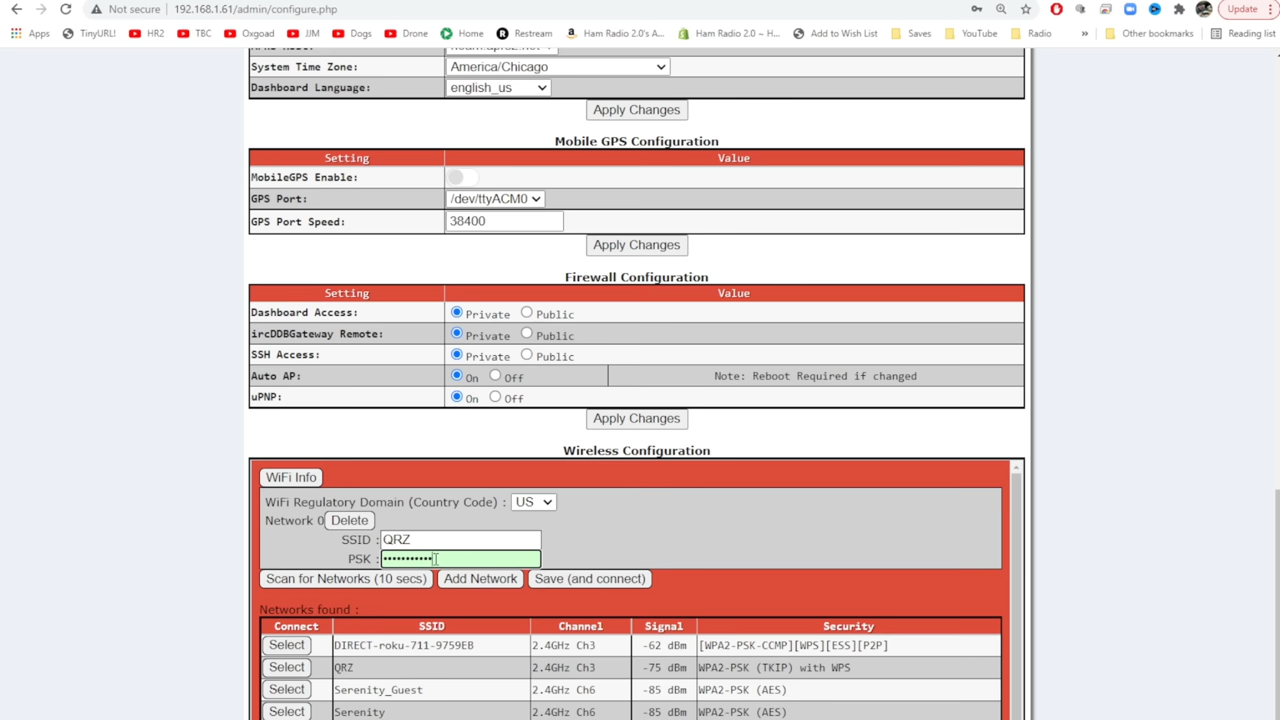 Not secure | 192.168.1.61/admin/configure.php
Update
Apps TinyURL! HR2 TBC Oxgoad JJM Dogs Drone Home Restream Ham Radio 2.0's A... Ham Radio 2.0 – H... Add to Wish List Saves YouTube Radio » Other bookmarks Reading list
System Time Zone: America/Chicago
Dashboard Language: english_us
Apply Changes
Mobile GPS Configuration
Setting Value
MobileGPS Enable:
GPS Port: /dev/ttyACM0
GPS Port Speed: 38400
Apply Changes
Firewall Configuration
Setting Value
Dashboard Access: Private Public
ircDDBGateway Remote: Private Public
SSH Access: Private Public
Auto AP: On Off Note: Reboot Required if changed
uPNP: On Off
Apply Changes
Wireless Configuration
WiFi Info
WiFi Regulatory Domain (Country Code) : US
Network 0 Delete
SSID : QRZ
PSK : •••••••••••
Scan for Networks (10 secs) Add Network Save (and connect)
Networks found :
Connect SSID Channel Signal Security
Select DIRECT-roku-711-9759EB 2.4GHz Ch3 -62 dBm [WPA2-PSK-CCMP][WPS][ESS][P2P]
Select QRZ 2.4GHz Ch3 -75 dBm WPA2-PSK (TKIP) with WPS
Select Serenity_Guest 2.4GHz Ch6 -85 dBm WPA2-PSK (AES)
Select Serenity 2.4GHz Ch6 -85 dBm WPA2-PSK (AES)